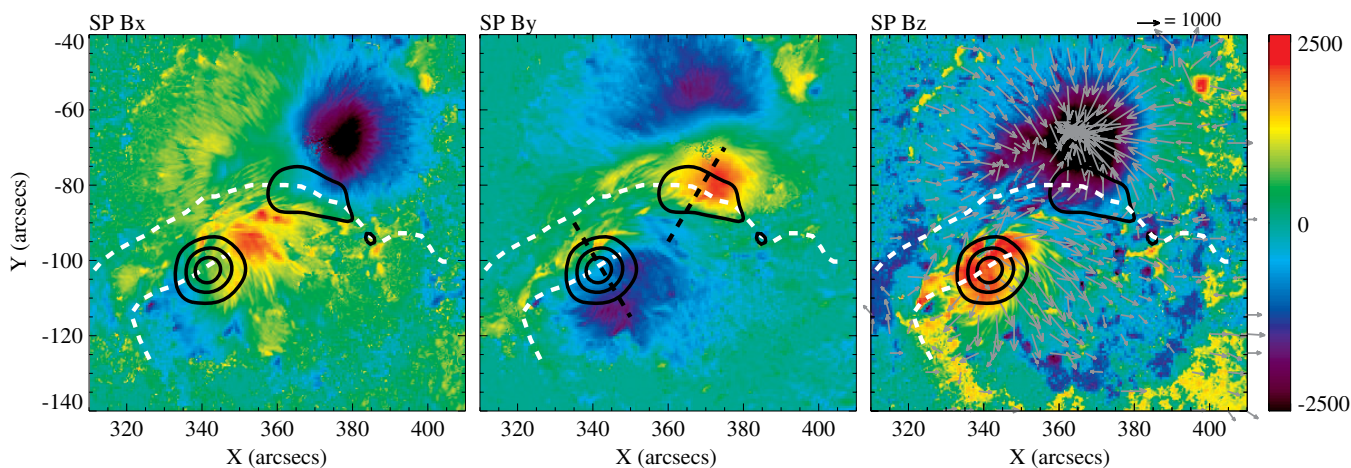 SP Bx
SP By
SP Bz
= 1000
-40
-60
-80
-100
-120
-140
Y (arcsecs)
320 340 360 380 400
320 340 360 380 400
320 340 360 380 400
X (arcsecs)
X (arcsecs)
X (arcsecs)
2500
0
-2500